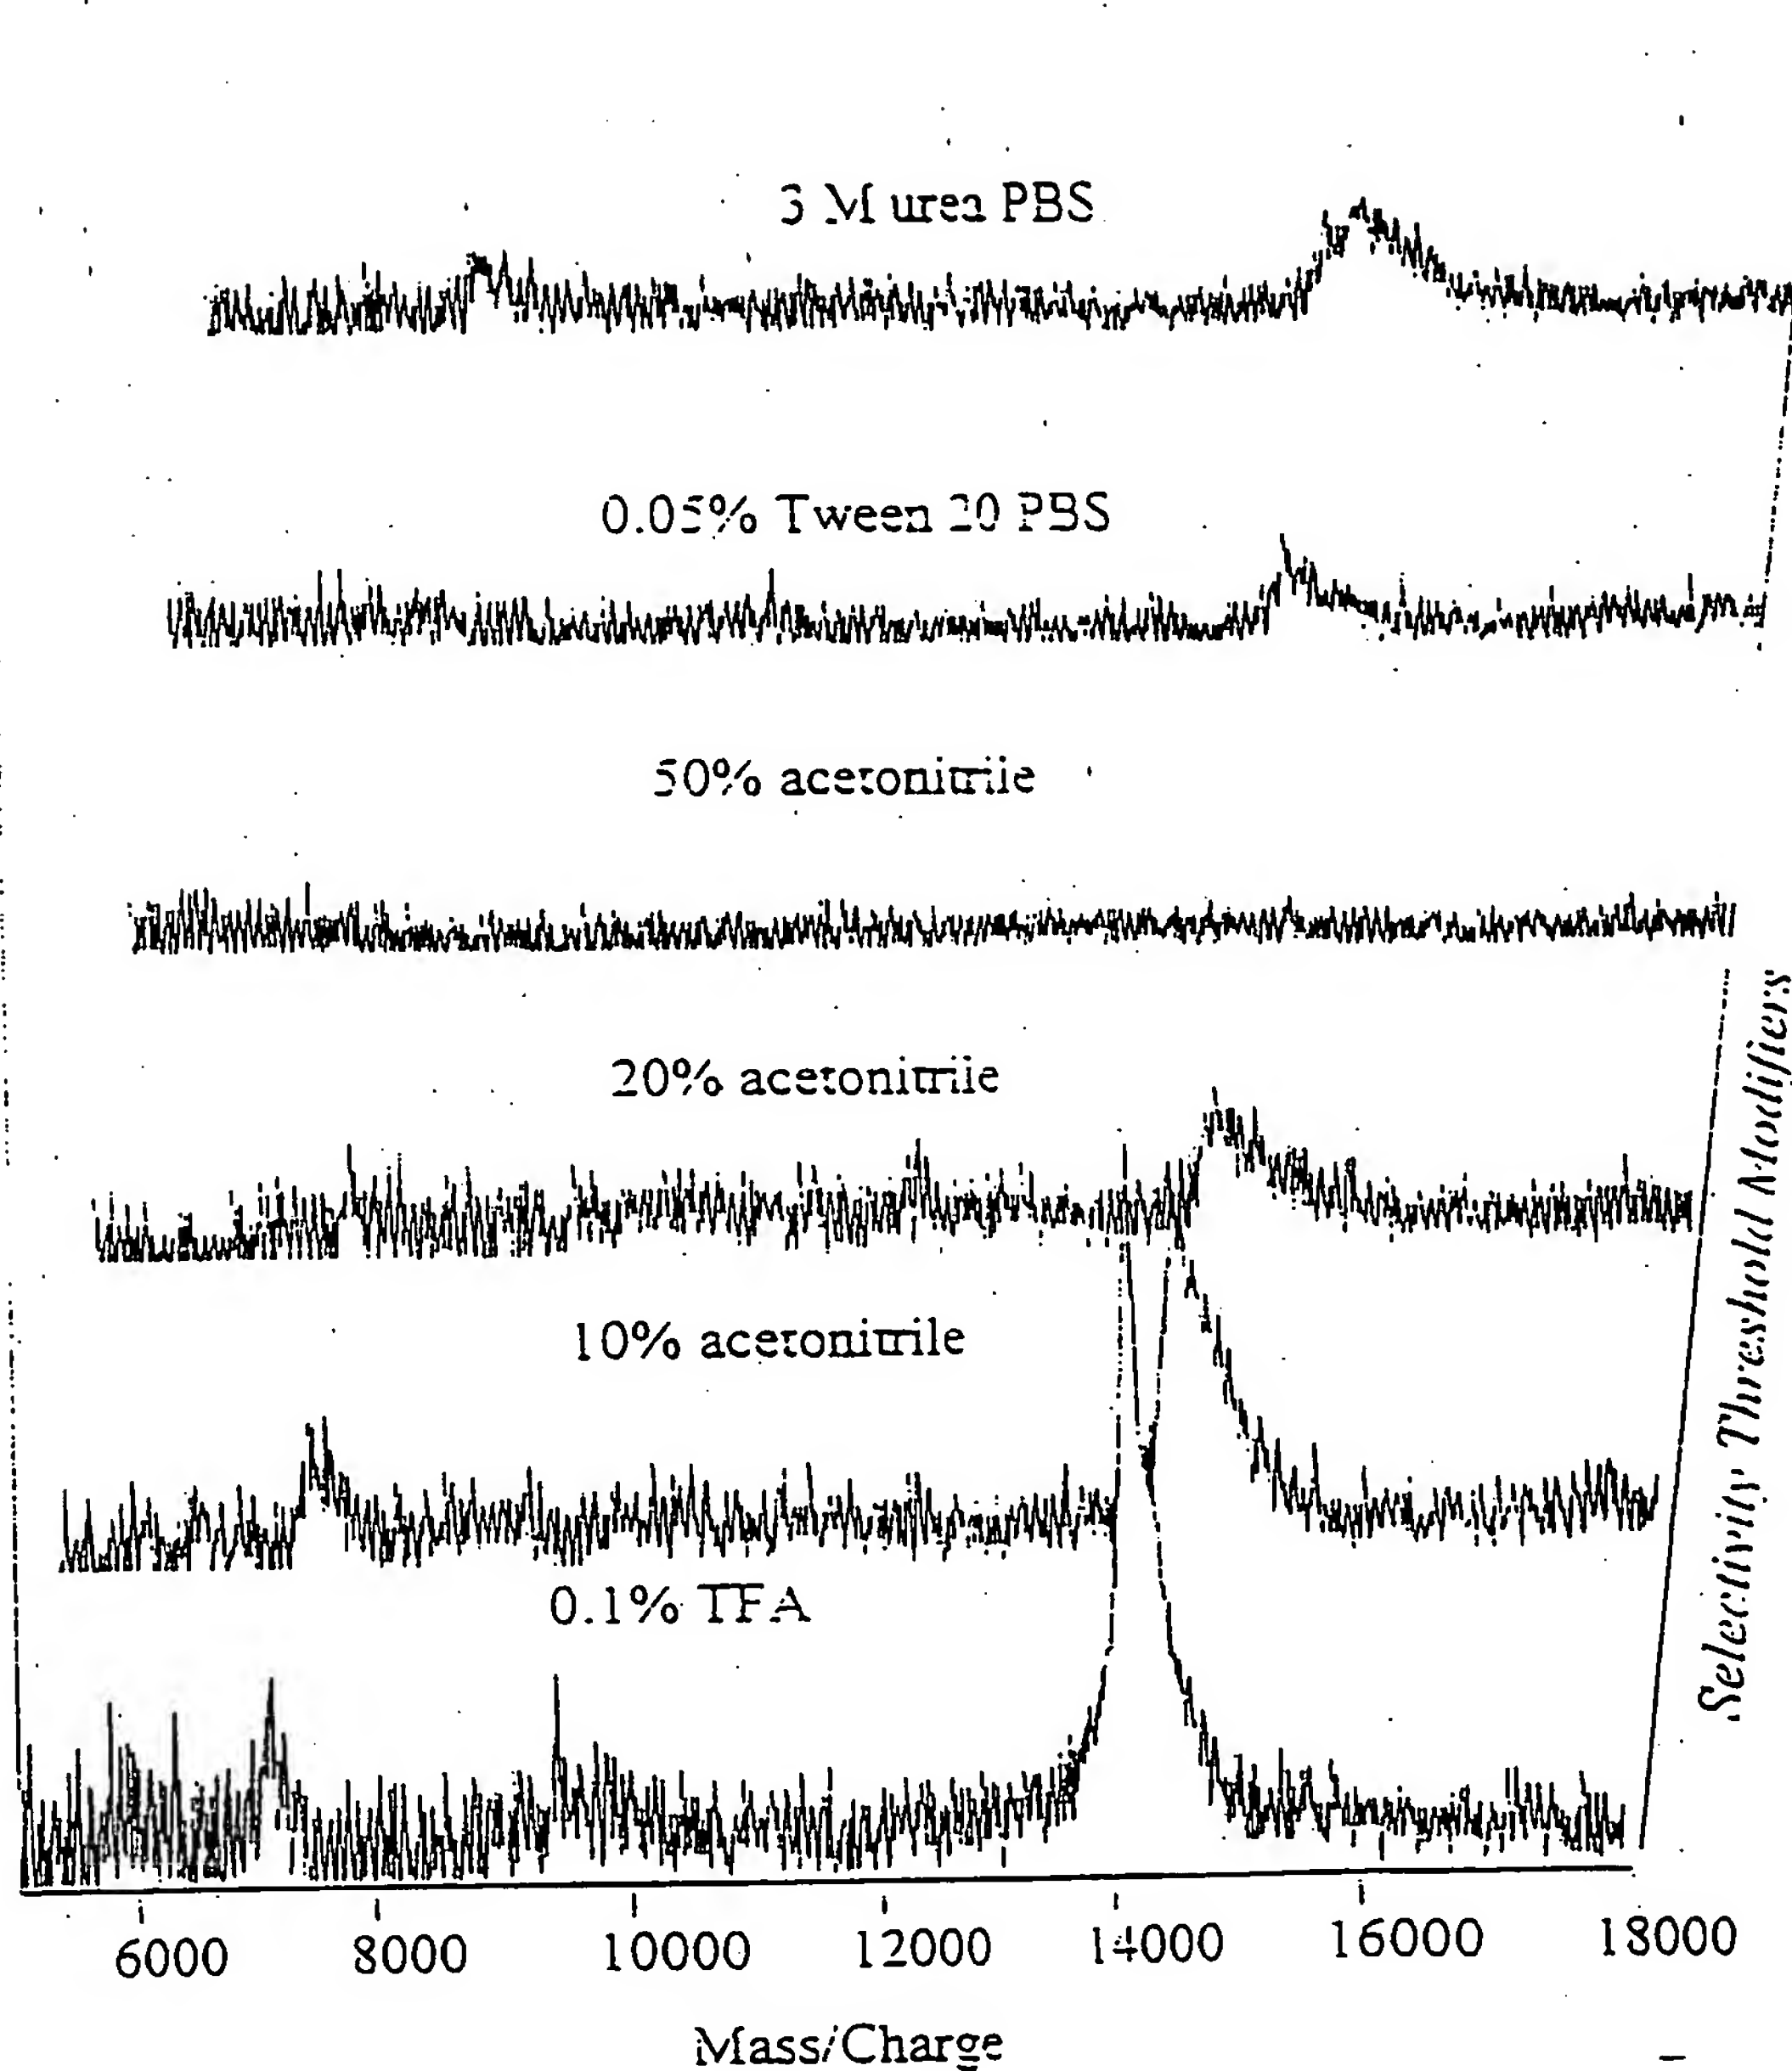 3 M urea PBS
0.05% Tween 20 PBS
50% acetonitrile
20% acetonitrile
10% acetonitrile
0.1% TFA
Selectivity Threshold Modifiers
6000 8000 10000 12000 14000 16000 18000
Mass/Charge